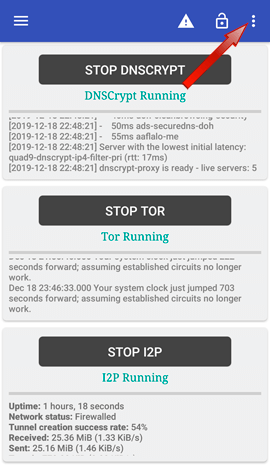 STOP DNSCRYPT
DNSCrypt Running
[2019-12-18 22:48:21] -    50ms ads-securedns-doh
[2019-12-18 22:48:21] -    55ms aaflalo-me
[2019-12-18 22:48:21] Server with the lowest initial latency:
quad9-dnscrypt-ip4-filter-pri (rtt: 17ms)
[2019-12-18 22:48:21] dnscrypt-proxy is ready - live servers: 5
STOP TOR
Tor Running
seconds forward; assuming established circuits no longer
work.
Dec 18 23:46:33.000 Your system clock just jumped 703
seconds forward; assuming established circuits no longer
work.
STOP I2P
I2P Running
Uptime: 1 hours, 18 seconds
Network status: Firewalled
Tunnel creation success rate: 54%
Received: 25.36 MiB (1.33 KiB/s)
Sent: 25.16 MiB (1.46 KiB/s)